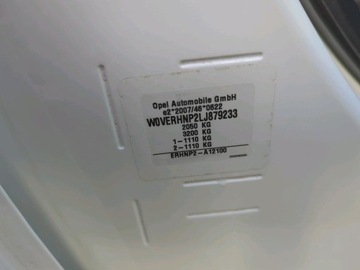 Opel Automobile GmbH
e2*2007/46*0622
W0VERHNP2LJ879233
2050 KG
3200 KG
1-1110 KG
2-1110 KG
ERHNP2-A12100